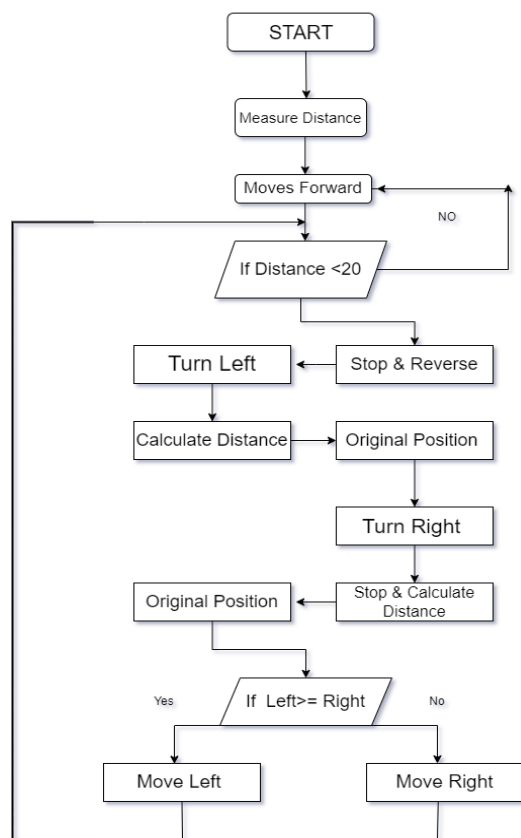 START
Measure Distance
Moves Forward
NO
If Distance <20
Turn Left
Stop & Reverse
Calculate Distance
Original Position
Turn Right
Original Position
Stop & Calculate
Distance
Yes
If Left>= Right
No
Move Left
Move Right